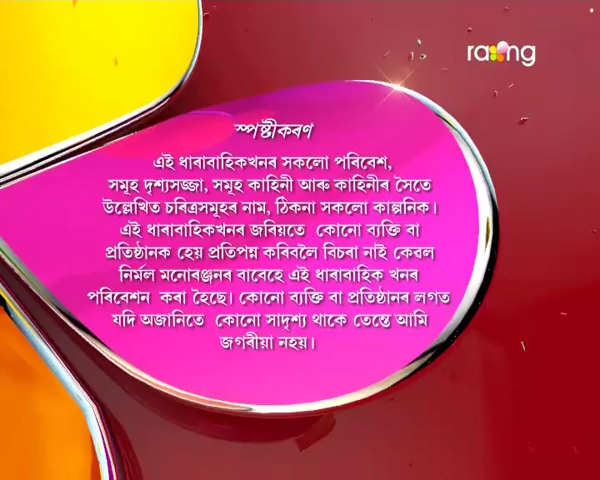 rang
স্পষ্টীকৰণ
এই ধাৰাবাহিকখনৰ সকলো পৰিবেশ,
সমূহ দৃশ্যসজ্জা, সমূহ কাহিনী আৰু কাহিনীৰ সৈতে
উল্লেখিত চৰিত্ৰসমূহৰ নাম, ঠিকনা সকলো কাল্পনিক।
এই ধাৰাবাহিকখনৰ জৰিয়তে কোনো ব্যক্তি বা
প্ৰতিষ্ঠানক হেয় প্ৰতিপন্ন কৰিবলৈ বিচৰা নাই কেৱল
নিৰ্মল মনোৰঞ্জনৰ বাবেহে এই ধাৰাবাহিক খনৰ
পৰিবেশন কৰা হৈছে। কোনো ব্যক্তি বা প্ৰতিষ্ঠানৰ লগত
যদি অজানিতে কোনো সাদৃশ্য থাকে তেন্তে আমি
জগৰীয়া নহয়।